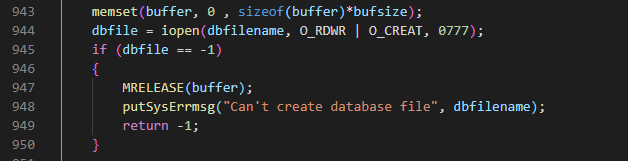 943 memset(buffer, 0 , sizeof(buffer)*bufsize);
944 dbfile = iopen(dbfilename, O_RDWR | O_CREAT, 0777);
945 if (dbfile == -1)
946 {
947 MRELEASE(buffer);
948 putSysErrmsg("Can't create database file", dbfilename);
949 return -1;
950 }